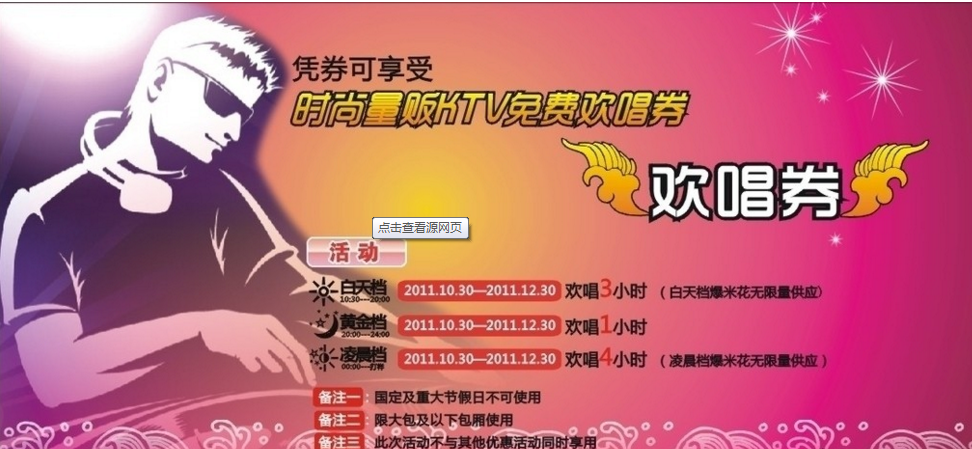 凭券可享受
时尚量贩KTV免费欢唱券
欢唱券
点击查看源网页
活动
白天档 2011.10.30—2011.12.30 欢唱3小时 （白天档爆米花无限量供应）
10:30---20:00
黄金档 2011.10.30—2011.12.30 欢唱1小时
20:00---24:00
凌晨档 2011.10.30—2011.12.30 欢唱4小时 （凌晨档爆米花无限量供应）
00:00---打烊
备注一：国定及重大节假日不可使用
备注二：限大包及以下包厢使用
备注三：此次活动不与其他优惠活动同时享用